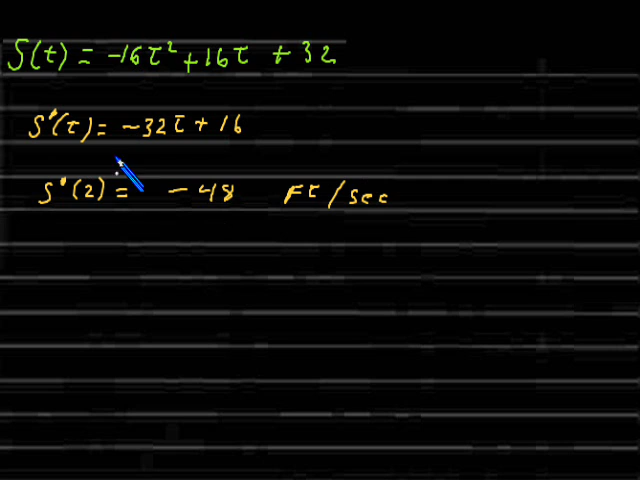 S(t) = -16t² + 16t + 32
S'(t) = -32t + 16
S'(2) = -48 Ft/sec